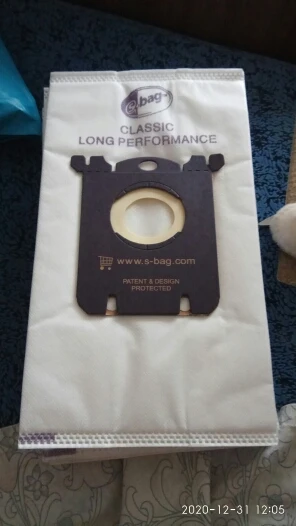 s-bag
CLASSIC
LONG PERFORMANCE
www.s-bag.com
PATENT & DESIGN
PROTECTED
2020-12-31 12:05